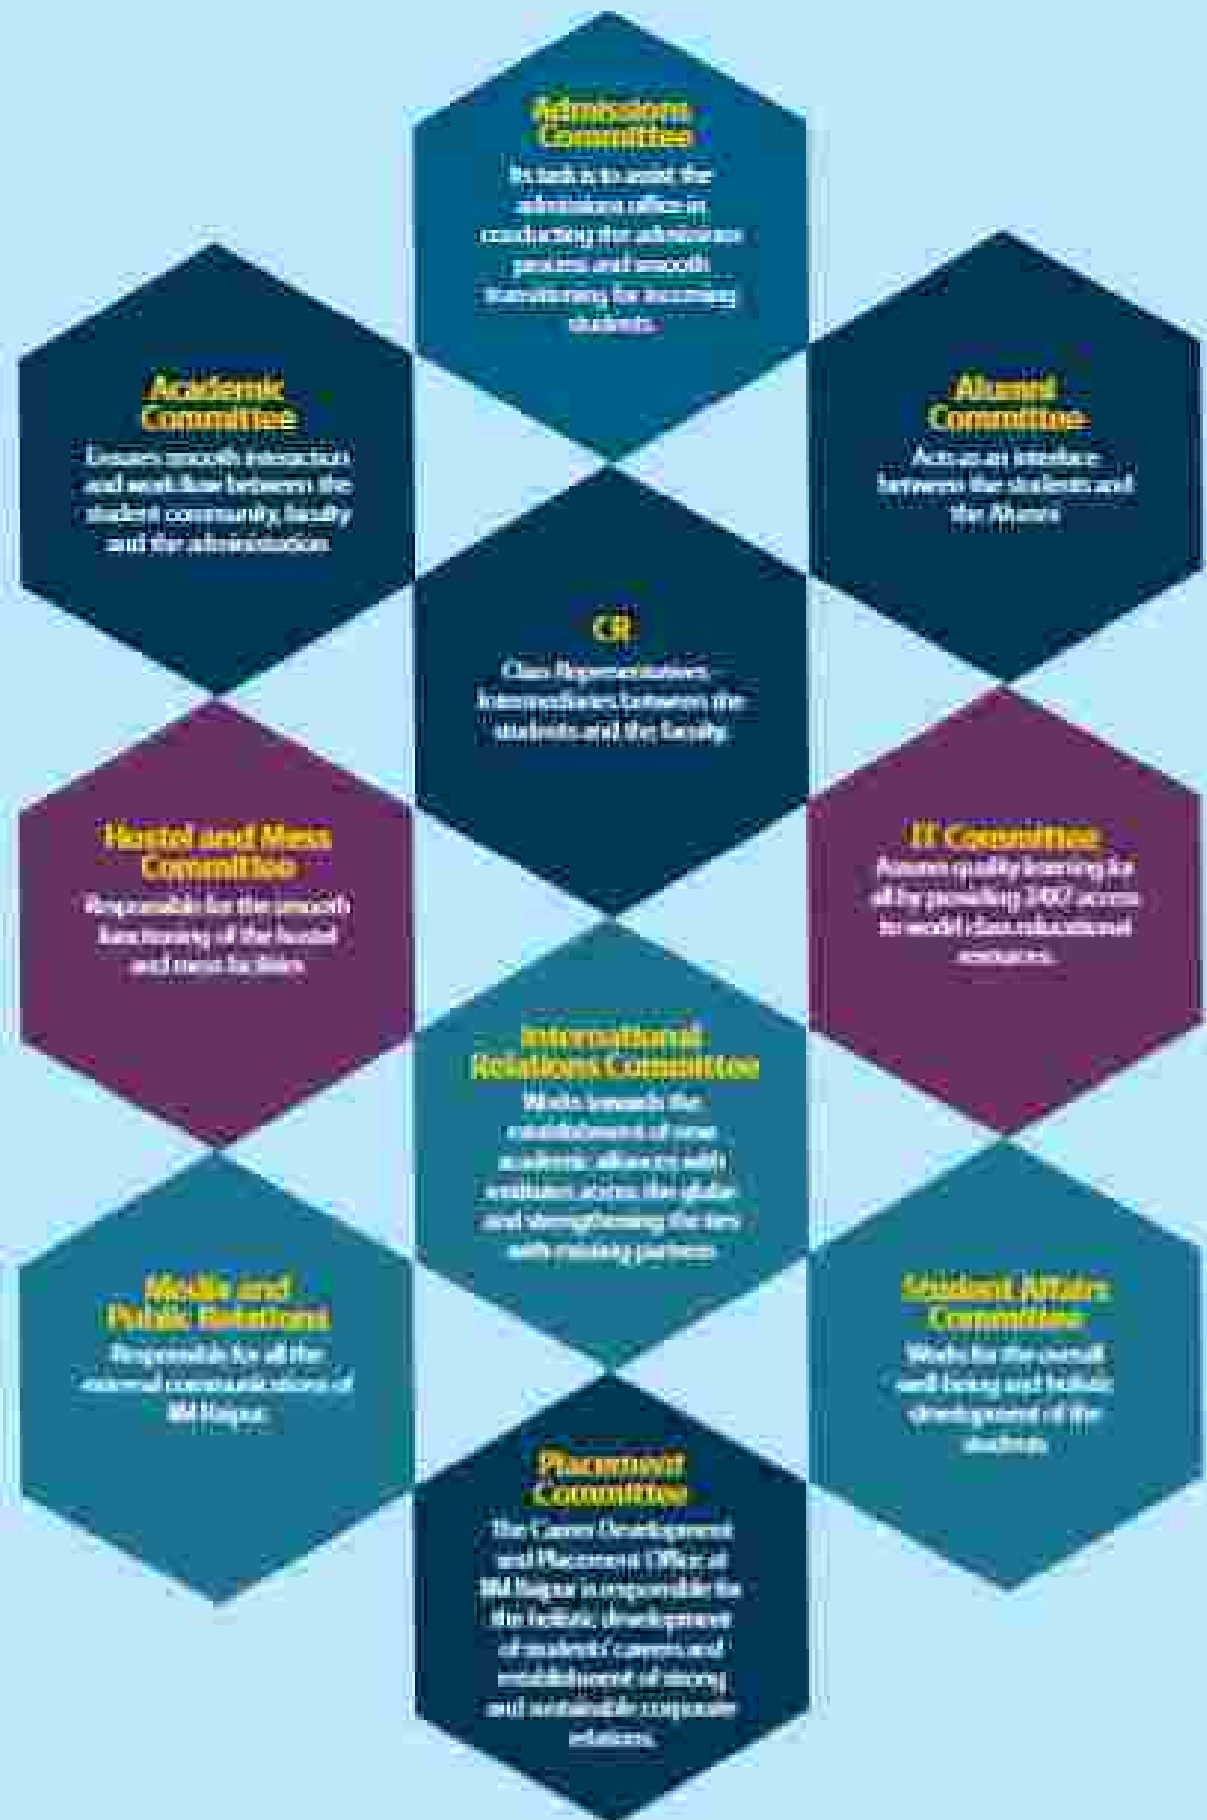 Admissions
Committee
Its task is to assist the
admissions office in
conducting the admission
process and smooth
transitioning for incoming
students.
Academic
Committee
Ensures smooth interaction
and workflow between the
student community, faculty
and the administration
Alumni
Committee
Acts as an interface
between the students and
the Alumni
CR
Class Representatives
Intermediaries between the
students and the faculty.
Hostel and Mess
Committee
Responsible for the smooth
functioning of the hostel
and mess facilities
IT Committee
Assures quality learning for
all by providing 24X7 access
to world class educational
resources.
International
Relations Committee
Works towards the
establishment of new
academic alliances with
institutes across the globe
and strengthening the ties
with existing partners
Media and
Public Relations
Responsible for all the
external communications of
IIM Raipur.
Student Affairs
Committee
Works for the overall
well being and holistic
development of the
students
Placement
Committee
The Career Development
and Placement Office at
IIM Raipur is responsible for
the holistic development
of students' careers and
establishment of strong
and sustainable corporate
relations.